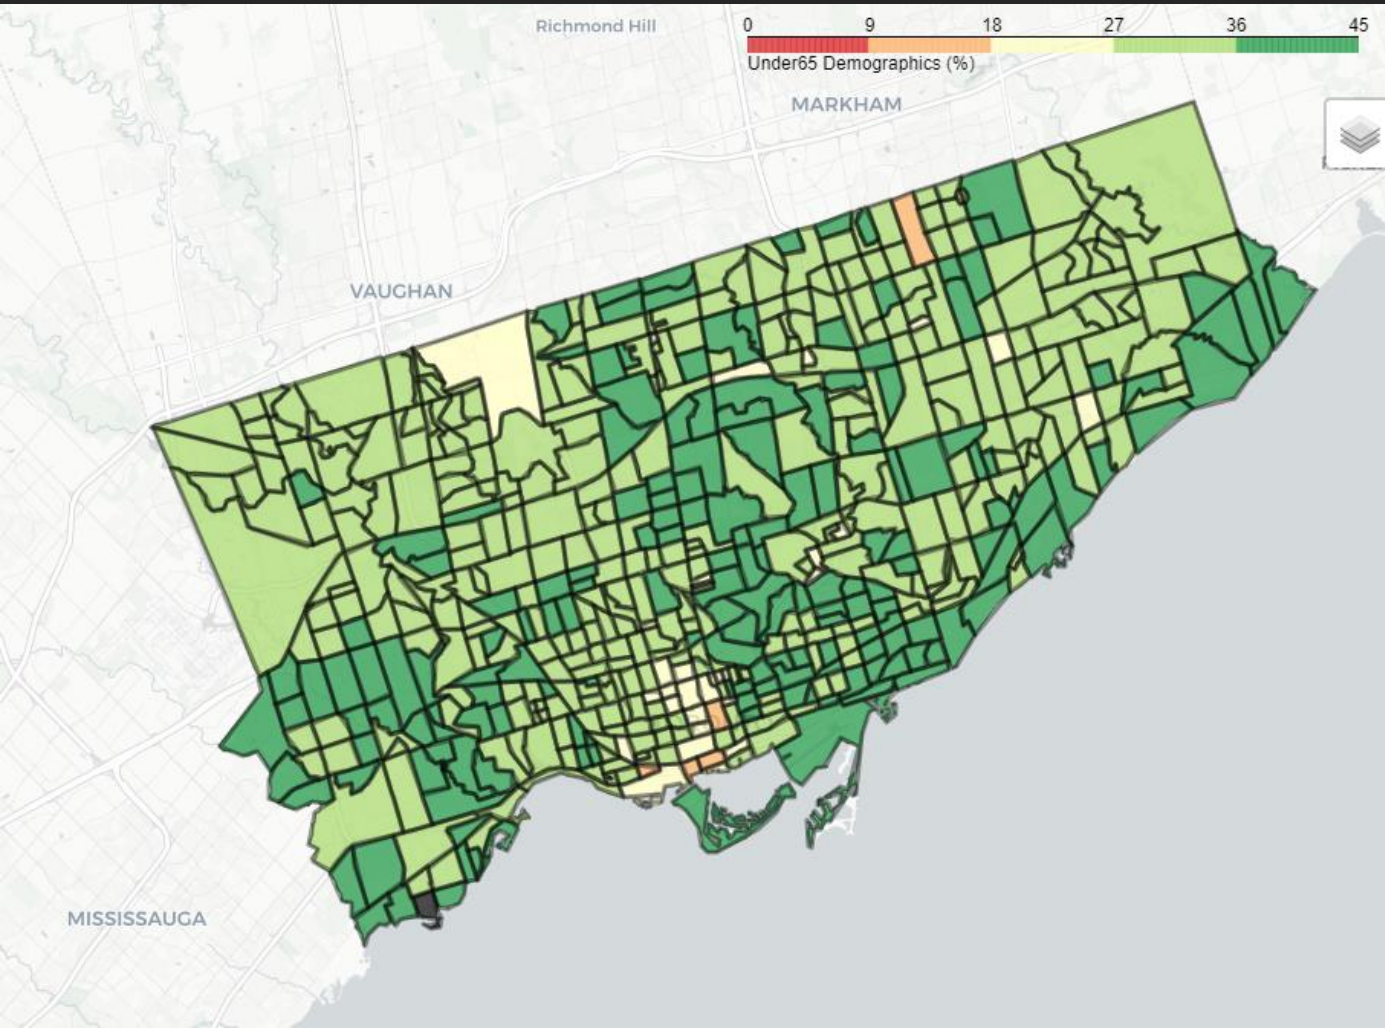 Richmond Hill
0 9 18 27 36 45
Under65 Demographics (%)
MARKHAM
VAUGHAN
MISSISSAUGA